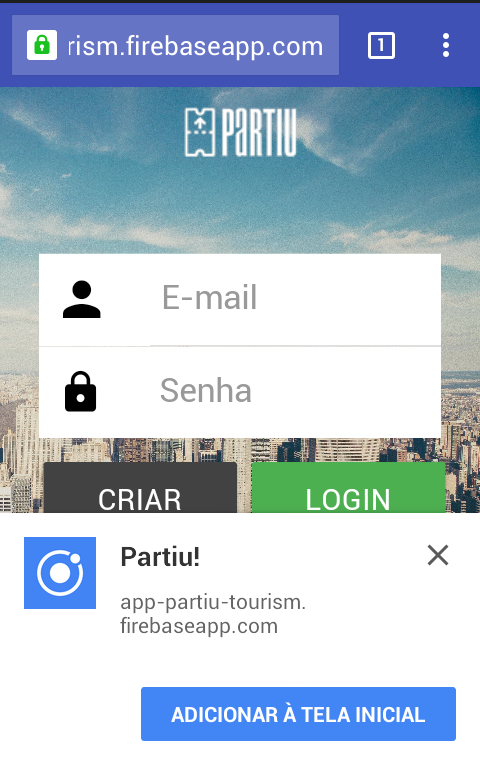 rism.firebaseapp.com
1
PARTIU
E-mail
Senha
CRIAR
LOGIN
Partiu!
app-partiu-tourism.
firebaseapp.com
ADICIONAR À TELA INICIAL